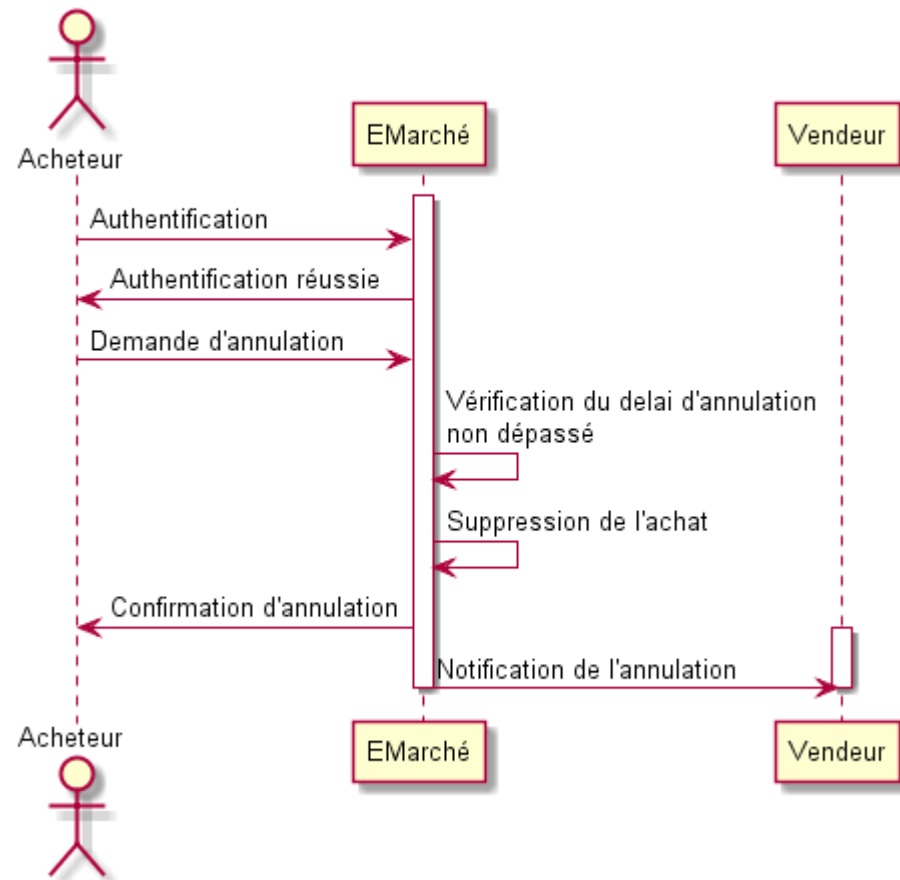 Acheteur
EMarché
Vendeur
Authentification
Authentification réussie
Demande d'annulation
Vérification du delai d'annulation
non dépassé
Suppression de l'achat
Confirmation d'annulation
Notification de l'annulation
Acheteur
EMarché
Vendeur